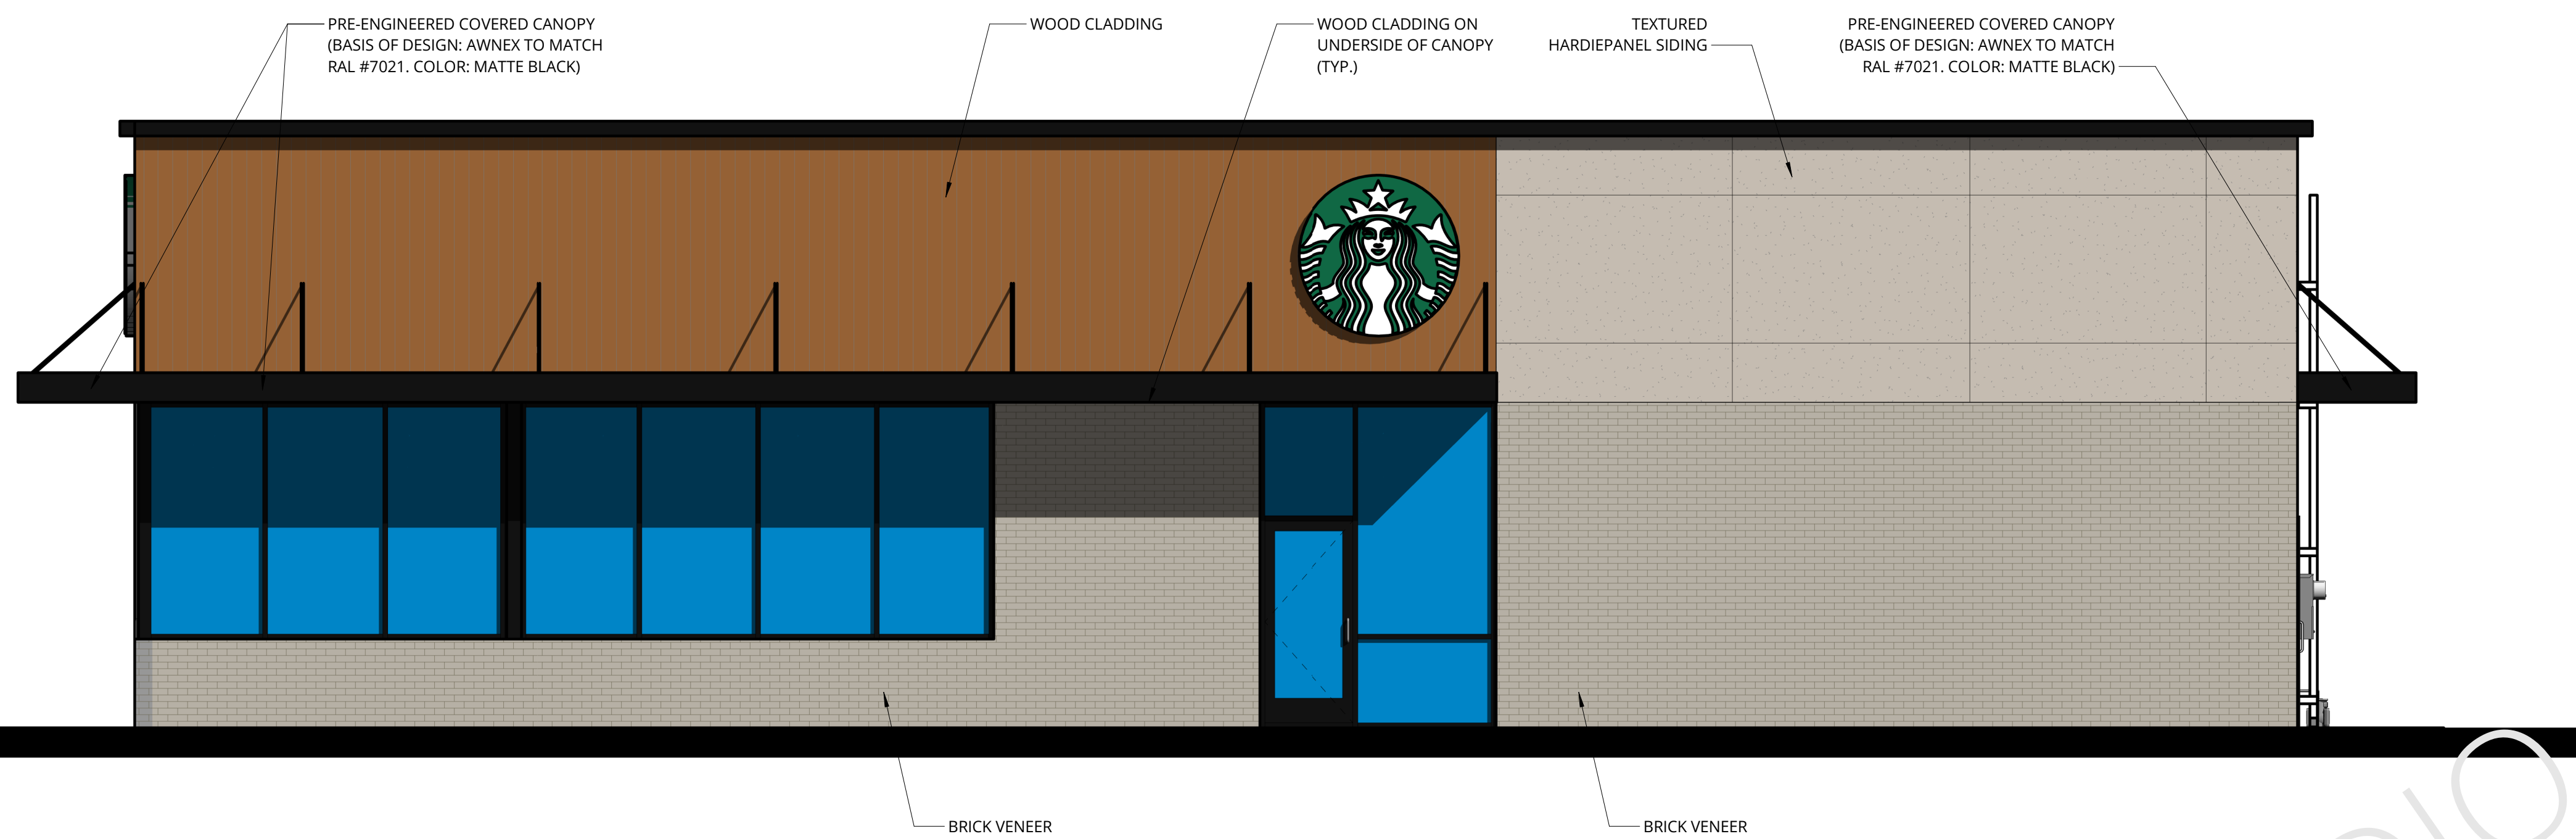 PRE-ENGINEERED COVERED CANOPY
(BASIS OF DESIGN: AWNEX TO MATCH
RAL #7021. COLOR: MATTE BLACK)
WOOD CLADDING
WOOD CLADDING ON
UNDERSIDE OF CANOPY
(TYP.)
TEXTURED
HARDIEPANEL SIDING
PRE-ENGINEERED COVERED CANOPY
(BASIS OF DESIGN: AWNEX TO MATCH
RAL #7021. COLOR: MATTE BLACK)
BRICK VENEER
BRICK VENEER